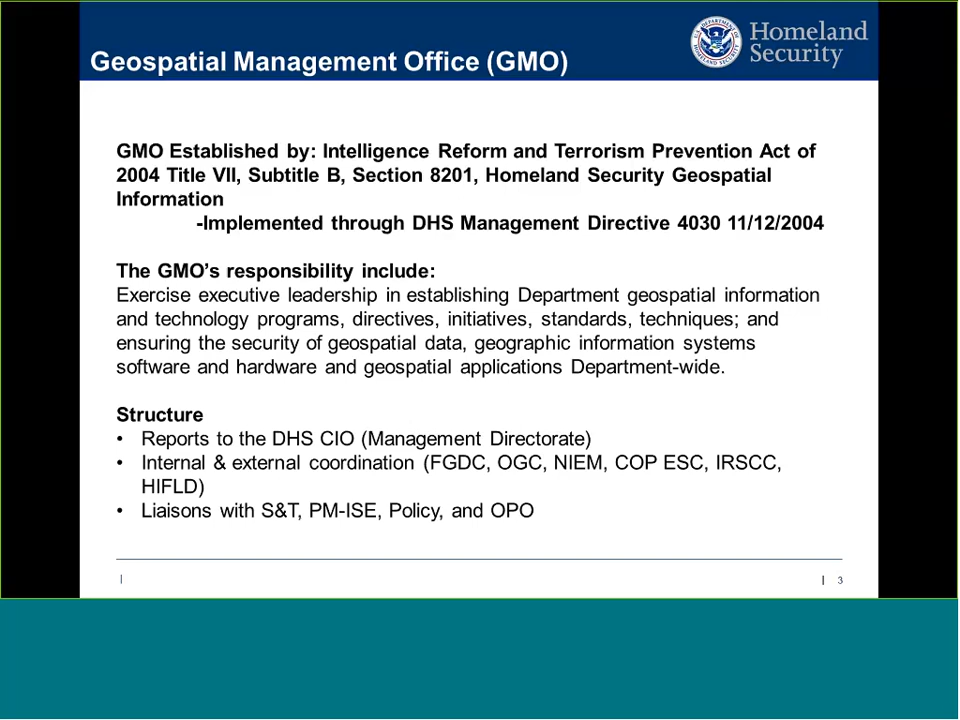 Geospatial Management Office (GMO)
Homeland
Security
GMO Established by: Intelligence Reform and Terrorism Prevention Act of
2004 Title VII, Subtitle B, Section 8201, Homeland Security Geospatial
Information
-Implemented through DHS Management Directive 4030 11/12/2004
The GMO’s responsibility include:
Exercise executive leadership in establishing Department geospatial information
and technology programs, directives, initiatives, standards, techniques; and
ensuring the security of geospatial data, geographic information systems
software and hardware and geospatial applications Department-wide.
Structure
• Reports to the DHS CIO (Management Directorate)
• Internal & external coordination (FGDC, OGC, NIEM, COP ESC, IRSCC,
HIFLD)
• Liaisons with S&T, PM-ISE, Policy, and OPO
| | 3